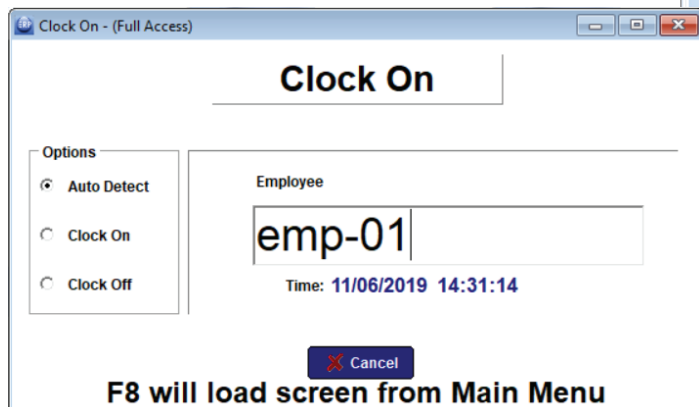 Clock On - (Full Access)
Clock On
Options
Auto Detect
Clock On
Clock Off
Employee
emp-01
Time: 11/06/2019 14:31:14
Cancel
F8 will load screen from Main Menu